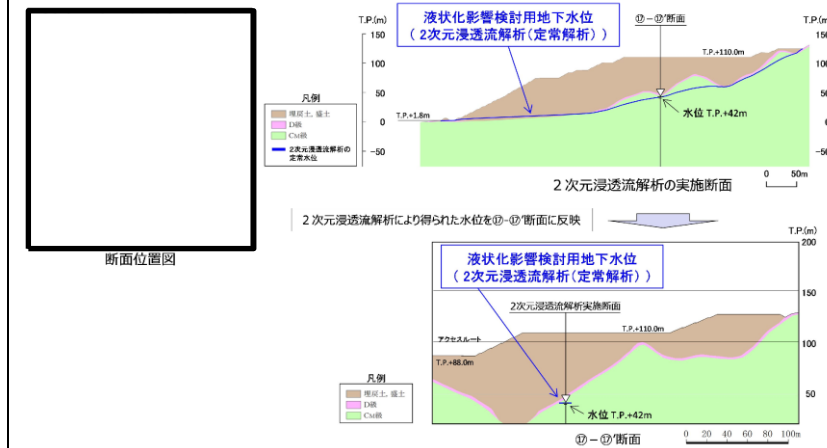 断面位置図
T.P.(m)
150
100
50
0
-50
凡例
埋戻土,盛土
D級
CM級
2次元浸透流解析の
定常水位
液状化影響検討用地下水位
( 2次元浸透流解析(定常解析) )
⑰-⑰'断面
T.P.+110.0m
T.P.+1.8m
水位 T.P.+42m
T.P.(m)
150
100
50
0
-50
0 50m
2次元浸透流解析の実施断面
2次元浸透流解析により得られた水位を⑰-⑰'断面に反映
T.P.(m)
200
150
100
50
液状化影響検討用地下水位
( 2次元浸透流解析(定常解析) )
2次元浸透流解析実施断面
T.P.+110.0m
アクセスルート
T.P.+88.0m
凡例
埋戻土,盛土
D級
CM級
水位 T.P.+42m
⑰-⑰'断面
0 20 40 60 80 100m